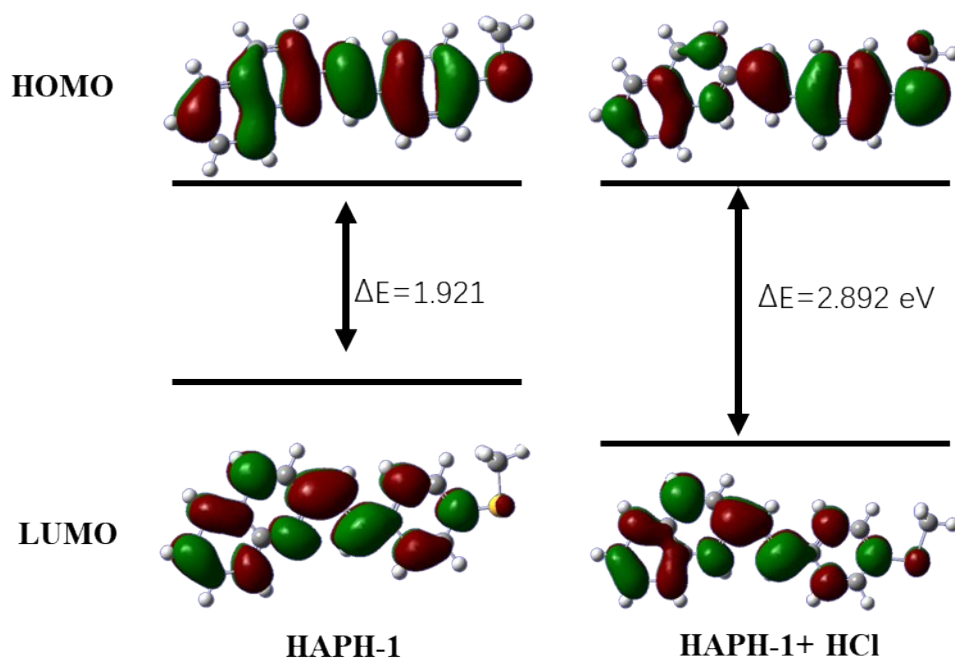 HOMO
ΔE=1.921
ΔE=2.892 eV
LUMO
HAPH-1
HAPH-1+ HCl